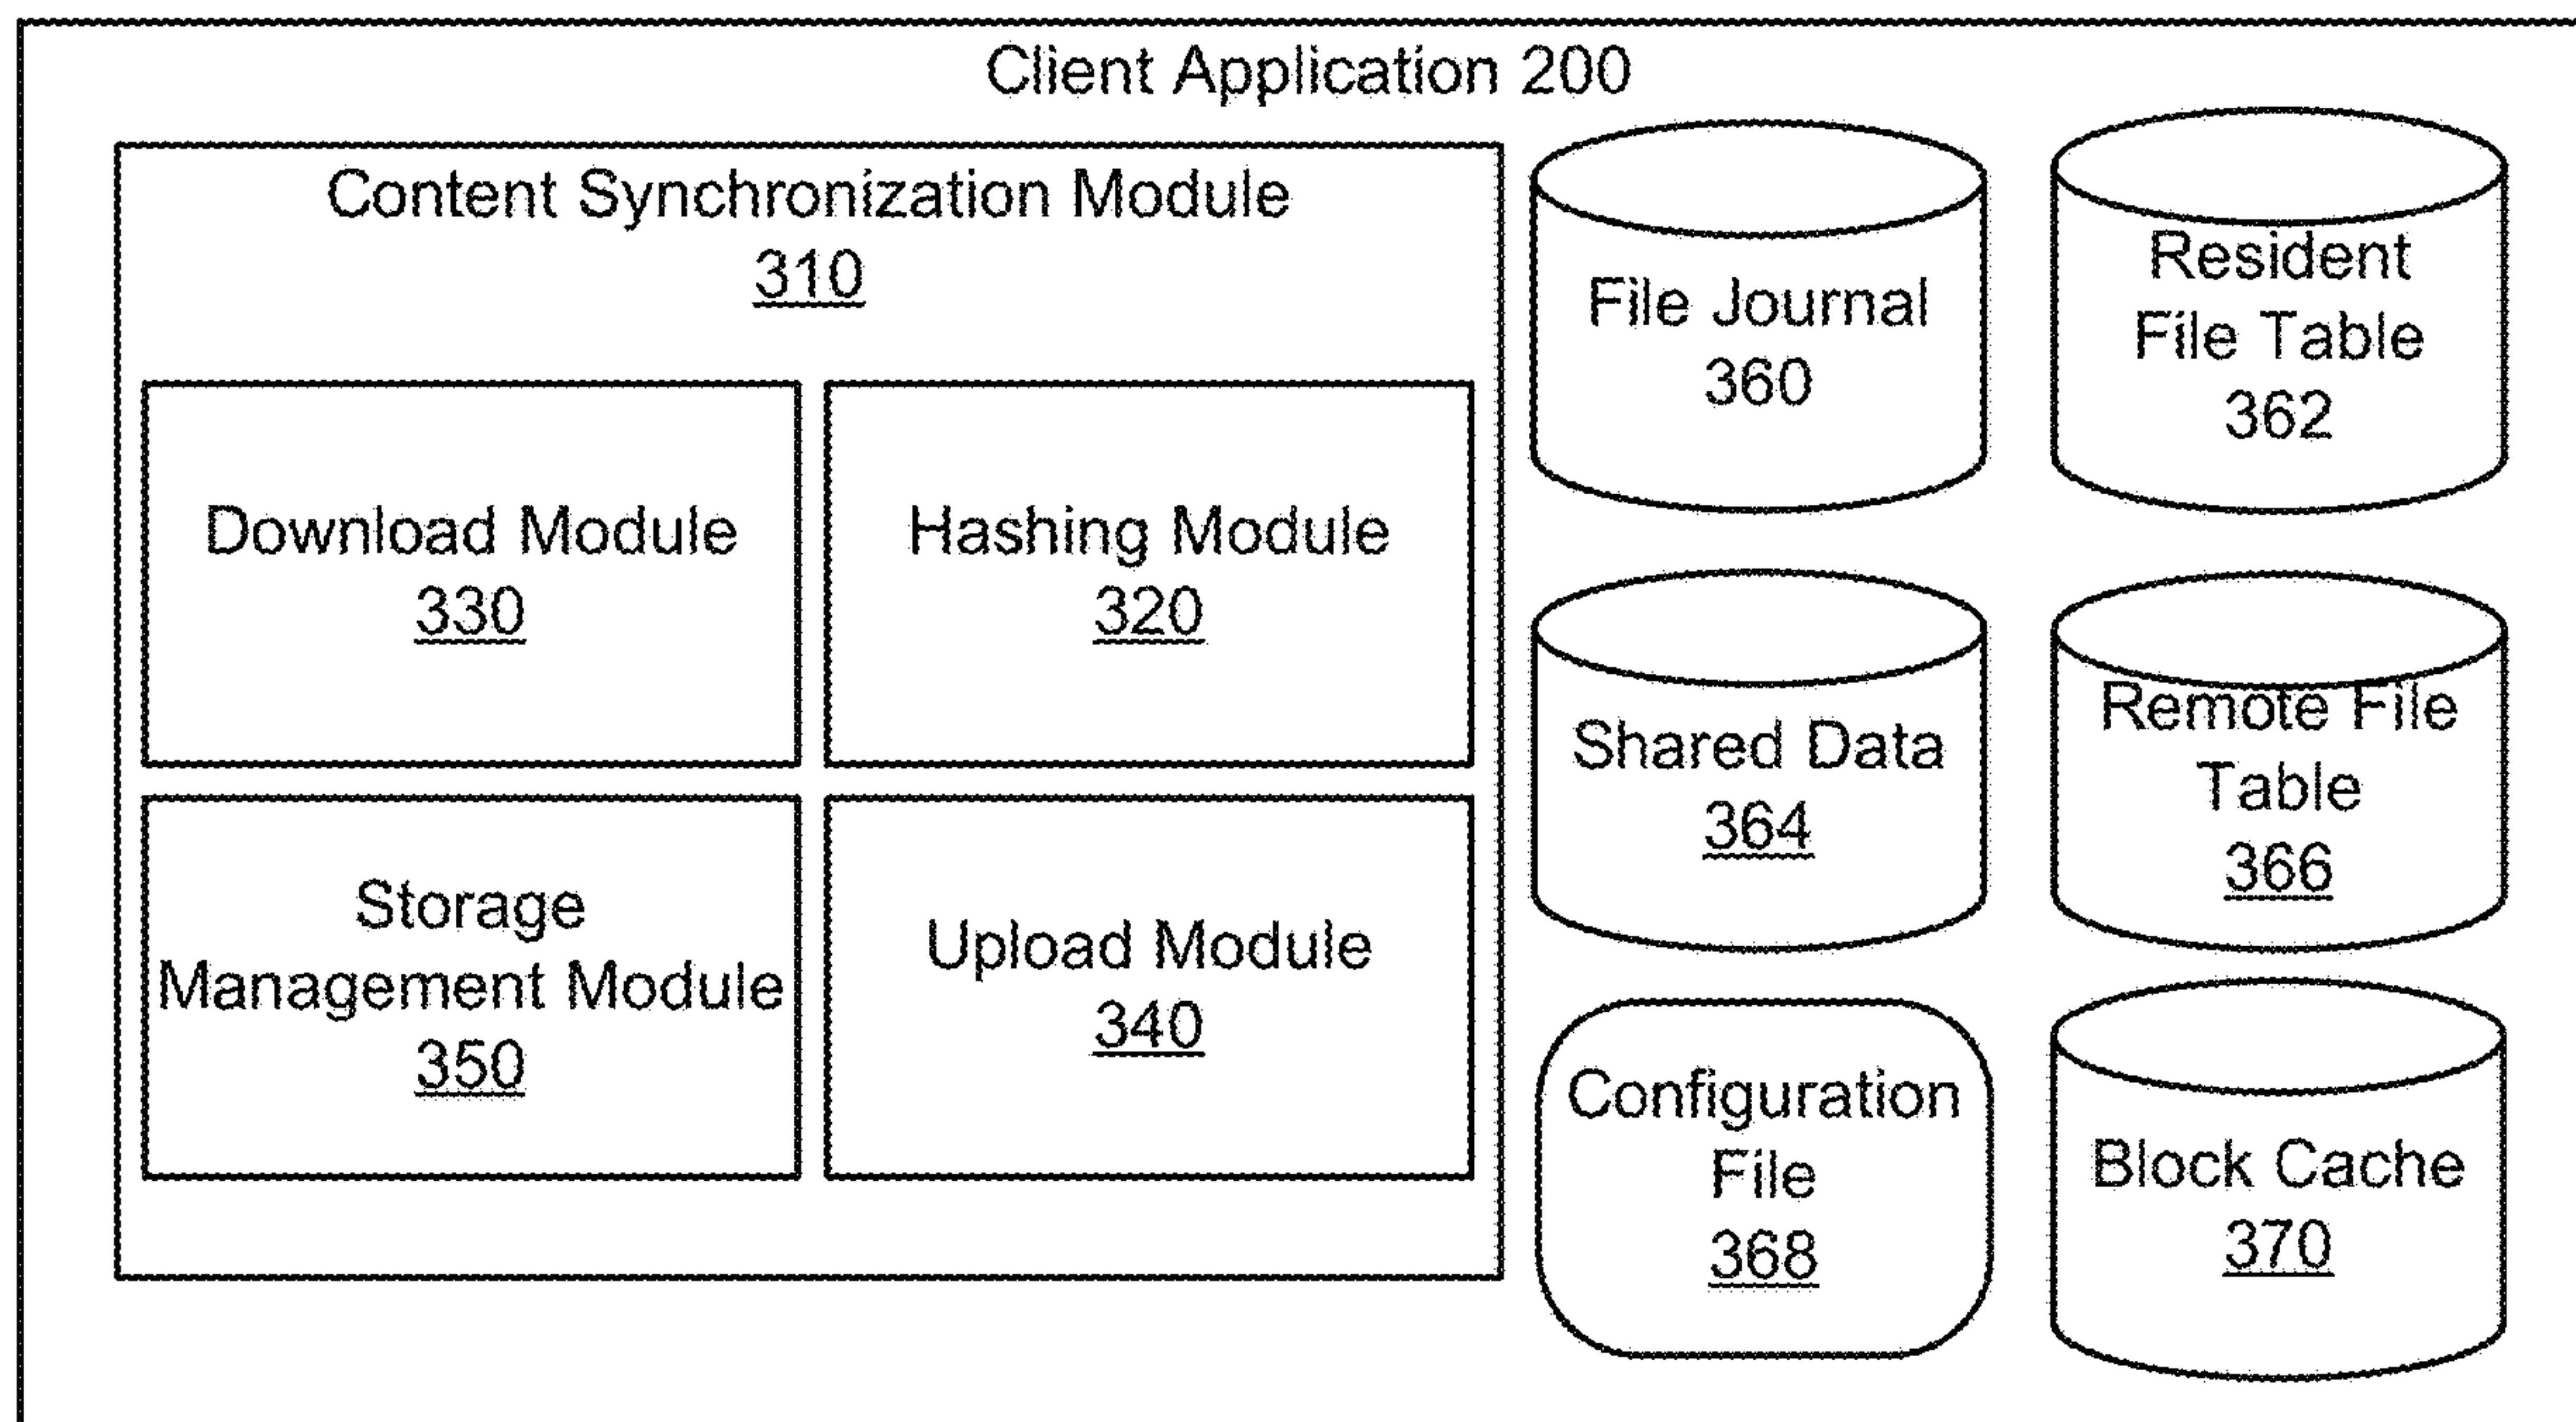 Client Application 200
Content Synchronization Module
310
Download Module
330
Hashing Module
320
Storage
Management Module
350
Upload Module
340
File Journal
360
Resident
File Table
362
Shared Data
364
Remote File
Table
366
Configuration
File
368
Block Cache
370